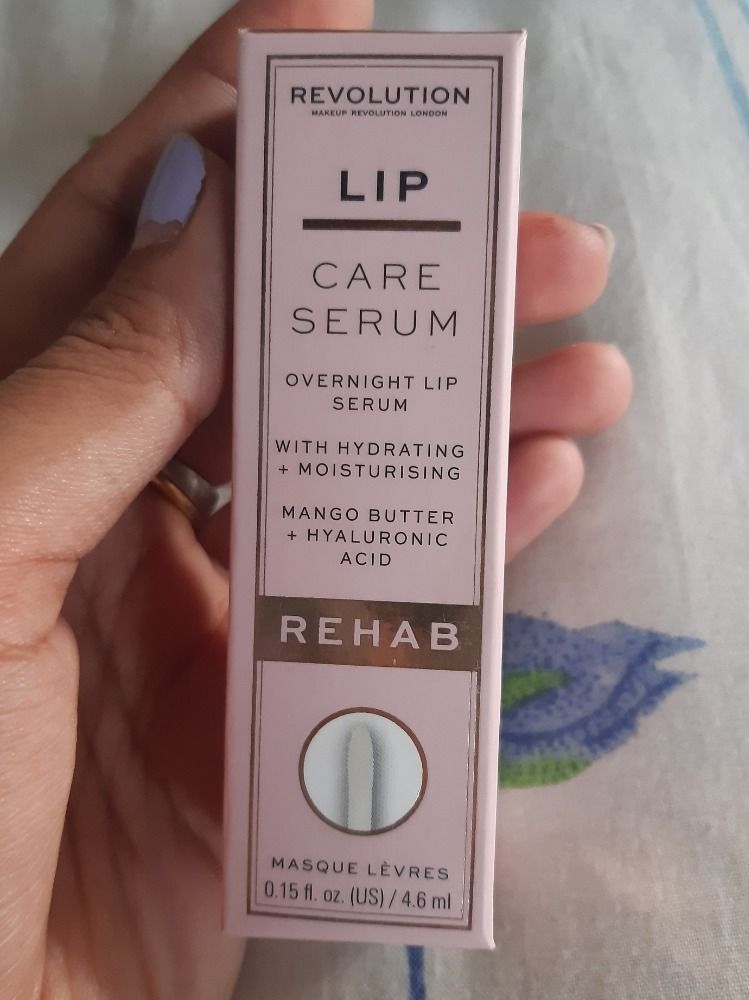 REVOLUTION
MAKEUP REVOLUTION LONDON
LIP
CARE
SERUM
OVERNIGHT LIP
SERUM
WITH HYDRATING
+ MOISTURISING
MANGO BUTTER
+ HYALURONIC
ACID
REHAB
MASQUE LÈVRES
0.15 fl. oz. (US) / 4.6 ml